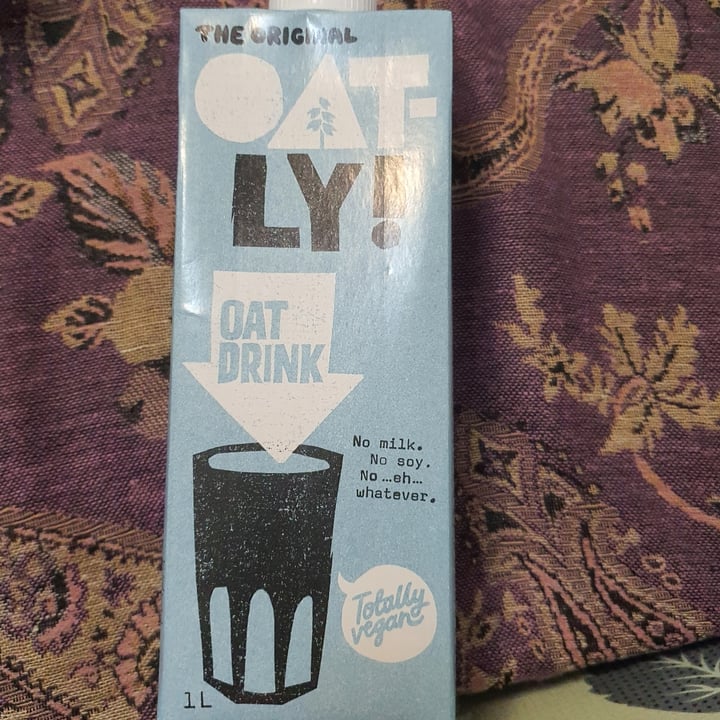 THE ORIGINAL
OAT-
LY!
OAT
DRINK
No milk.
No soy.
No ...eh...
whatever.
Totally
vegan
1L